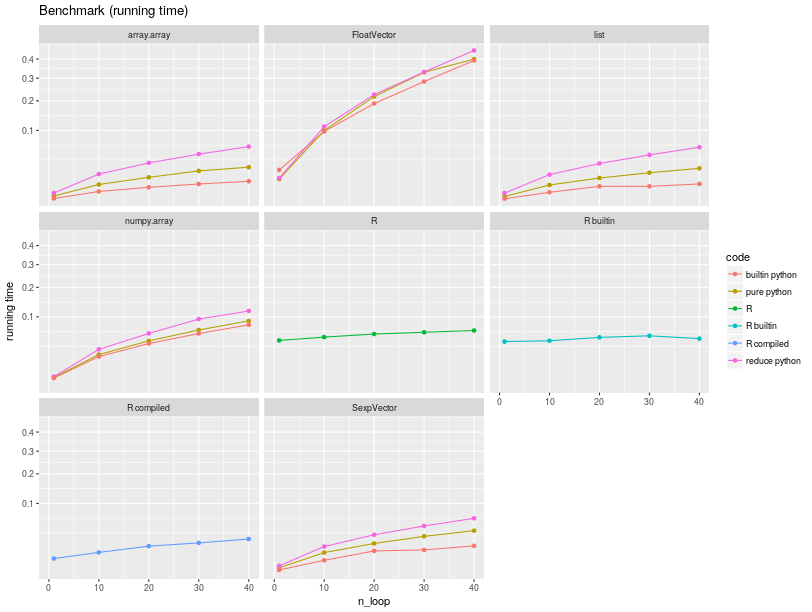 Benchmark (running time)
array.array
FloatVector
list
0.4
0.3
0.2
0.1
numpy.array
R
R builtin
0.4
0.3
0.2
0.1
running time
code
builtin python
pure python
R
R builtin
R compiled
reduce python
0 10 20 30 40
R compiled
SexpVector
0.4
0.3
0.2
0.1
0 10 20 30 40
0 10 20 30 40
n_loop